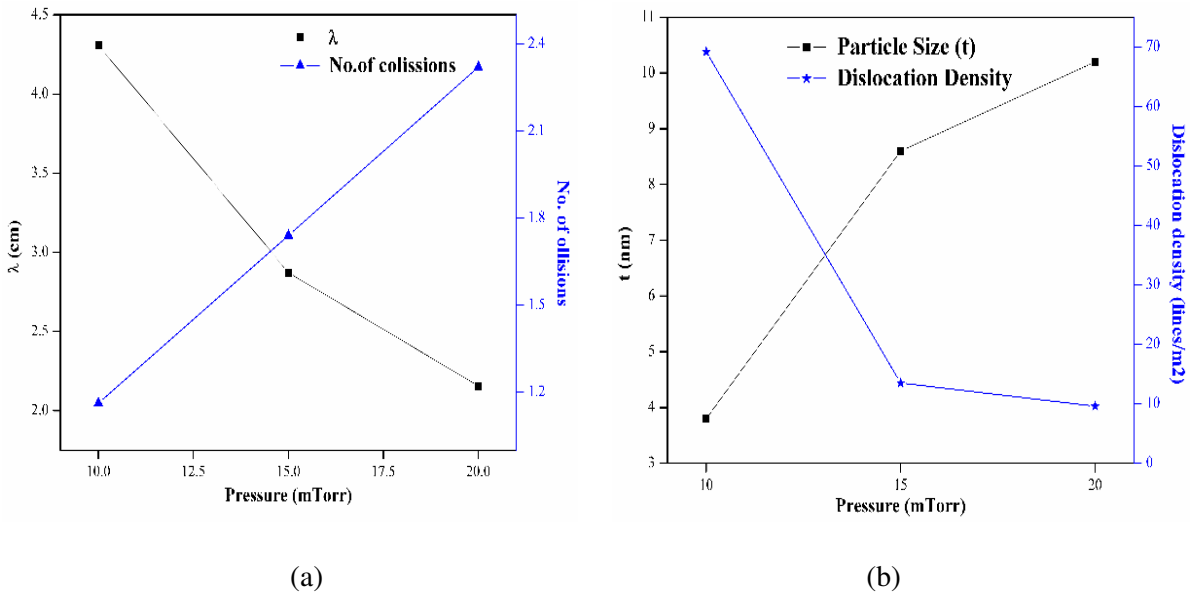 4.5
4.0
3.5
3.0
2.5
2.0
λ (cm)
λ
No.of colissions
2.4
2.1
1.8
1.5
1.2
No. of ollisions
10.0 12.5 15.0 17.5 20.0
Pressure (mTorr)
(a)
11
10
9
8
7
6
5
4
3
t (nm)
Particle Size (t)
Dislocation Density
70
60
50
40
30
20
10
0
Dislocation density (lines/m2)
10 15 20
Pressure (mTorr)
(b)